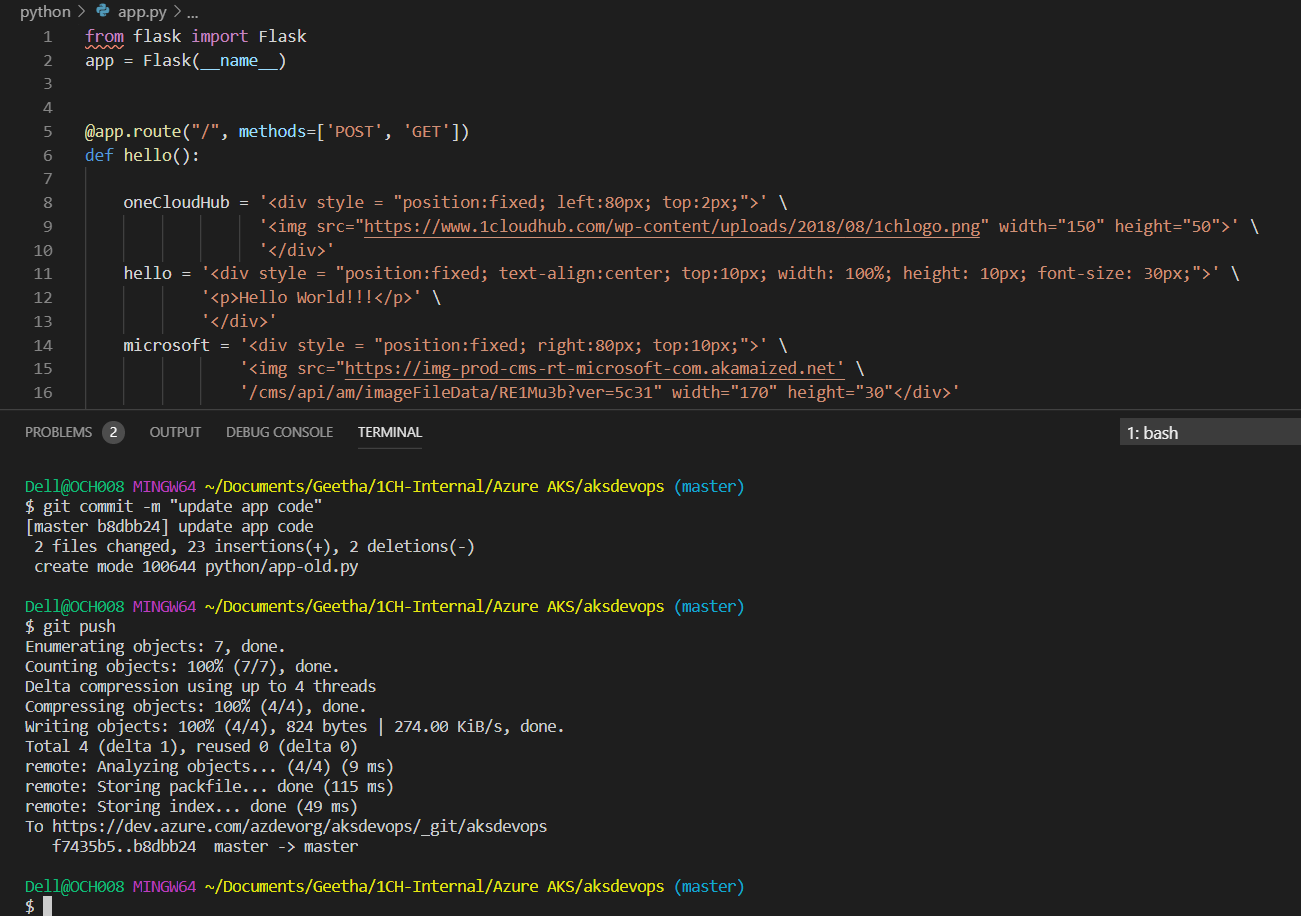 python > app.py > ...
1 from flask import Flask
2 app = Flask(__name__)
3
4
5 @app.route("/", methods=['POST', 'GET'])
6 def hello():
7
8     oneCloudHub = '<div style = "position:fixed; left:80px; top:2px;">' \
9                   '<img src="https://www.1cloudhub.com/wp-content/uploads/2018/08/1chlogo.png" width="150" height="50">' \
10                   '</div>'
11     hello = '<div style = "position:fixed; text-align:center; top:10px; width: 100%; height: 10px; font-size: 30px;">' \
12             '<p>Hello World!!!</p>' \
13             '</div>'
14     microsoft = '<div style = "position:fixed; right:80px; top:10px;">' \
15                 '<img src="https://img-prod-cms-rt-microsoft-com.akamaized.net' \
16                 '/cms/api/am/imageFileData/RE1Mu3b?ver=5c31" width="170" height="30"</div>'
PROBLEMS 2 OUTPUT DEBUG CONSOLE TERMINAL 1: bash
Dell@OCH008 MINGW64 ~/Documents/Geetha/1CH-Internal/Azure AKS/aksdevops (master)
$ git commit -m "update app code"
[master b8dbb24] update app code
 2 files changed, 23 insertions(+), 2 deletions(-)
 create mode 100644 python/app-old.py
Dell@OCH008 MINGW64 ~/Documents/Geetha/1CH-Internal/Azure AKS/aksdevops (master)
$ git push
Enumerating objects: 7, done.
Counting objects: 100% (7/7), done.
Delta compression using up to 4 threads
Compressing objects: 100% (4/4), done.
Writing objects: 100% (4/4), 824 bytes | 274.00 KiB/s, done.
Total 4 (delta 1), reused 0 (delta 0)
remote: Analyzing objects... (4/4) (9 ms)
remote: Storing packfile... done (115 ms)
remote: Storing index... done (49 ms)
To https://dev.azure.com/azdevorg/aksdevops/_git/aksdevops
   f7435b5..b8dbb24  master -> master
Dell@OCH008 MINGW64 ~/Documents/Geetha/1CH-Internal/Azure AKS/aksdevops (master)
$